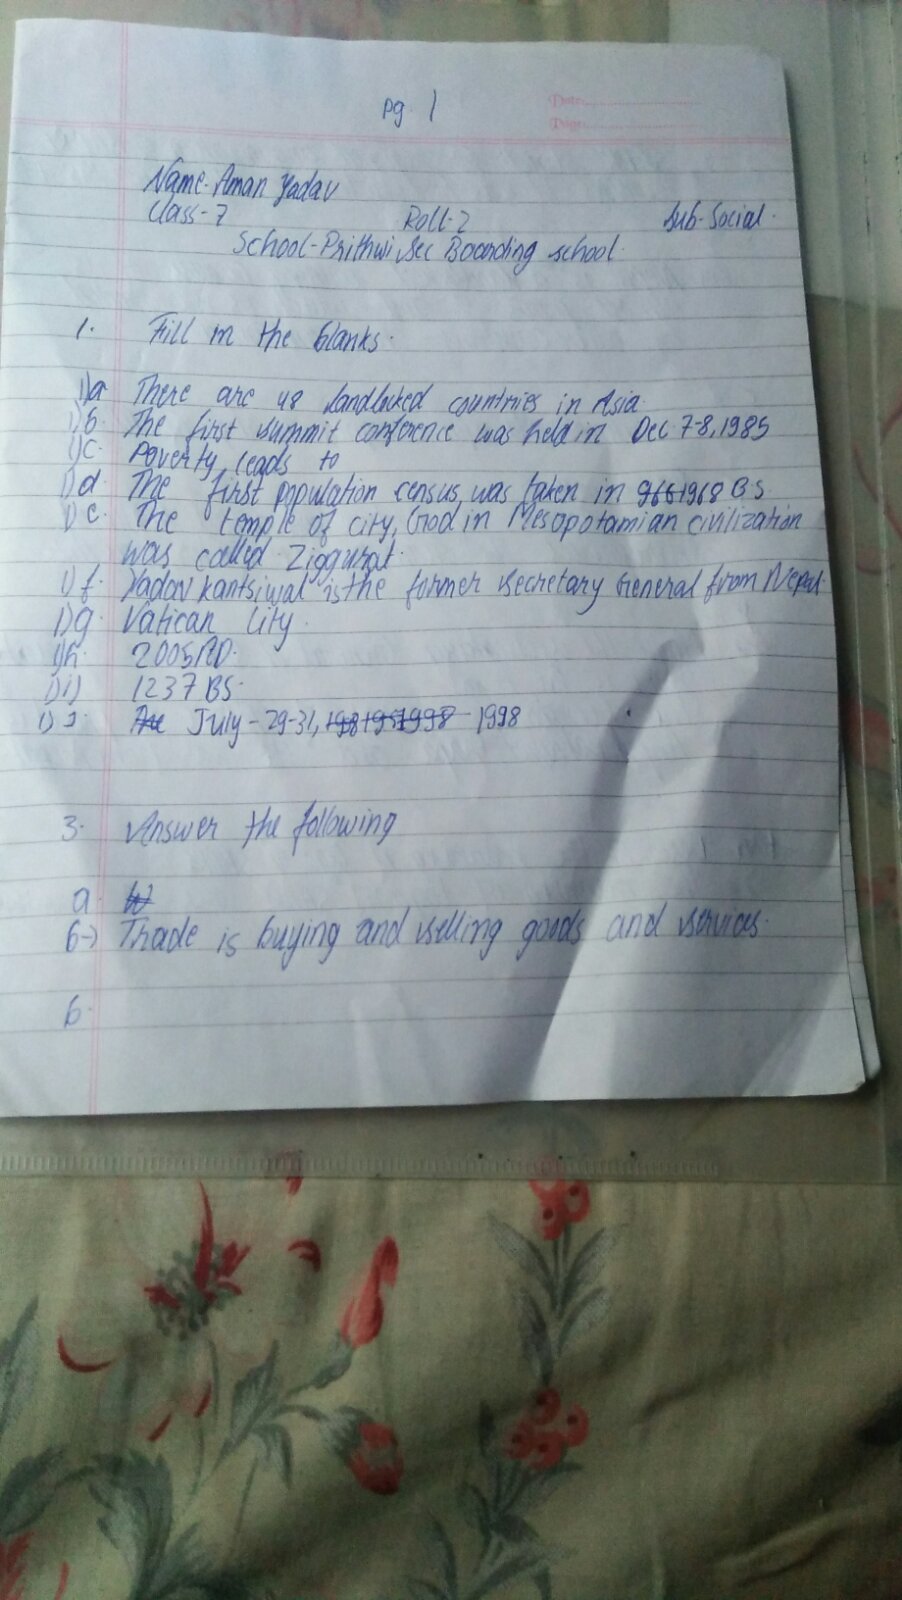 pg. 1
Date:
Page:
Name- Aman Yadav
Class-7 Roll-2 Sub-Social.
School-Prithwi Sec Boarding school.
1. Fill in the blanks.
1)a There are 48 landlocked countries in Asia.
1)b. The first summit conference was held in Dec 7-8, 1985
1)c. Poverty leads to
1)d The first population census was taken in 1968 BS.
1)e. The temple of city God in Mesopotamian civilization
was called Ziggurat.
1)f. Yadav kantsiwal is the former secretary General from Nepal.
1)g. Vatican City.
1)h. 2005AD.
1)i) 1237 BS.
1)J. July-29-31, 1998
3. Answer the following
a.
b-) Trade is buying and selling goods and services.
b.